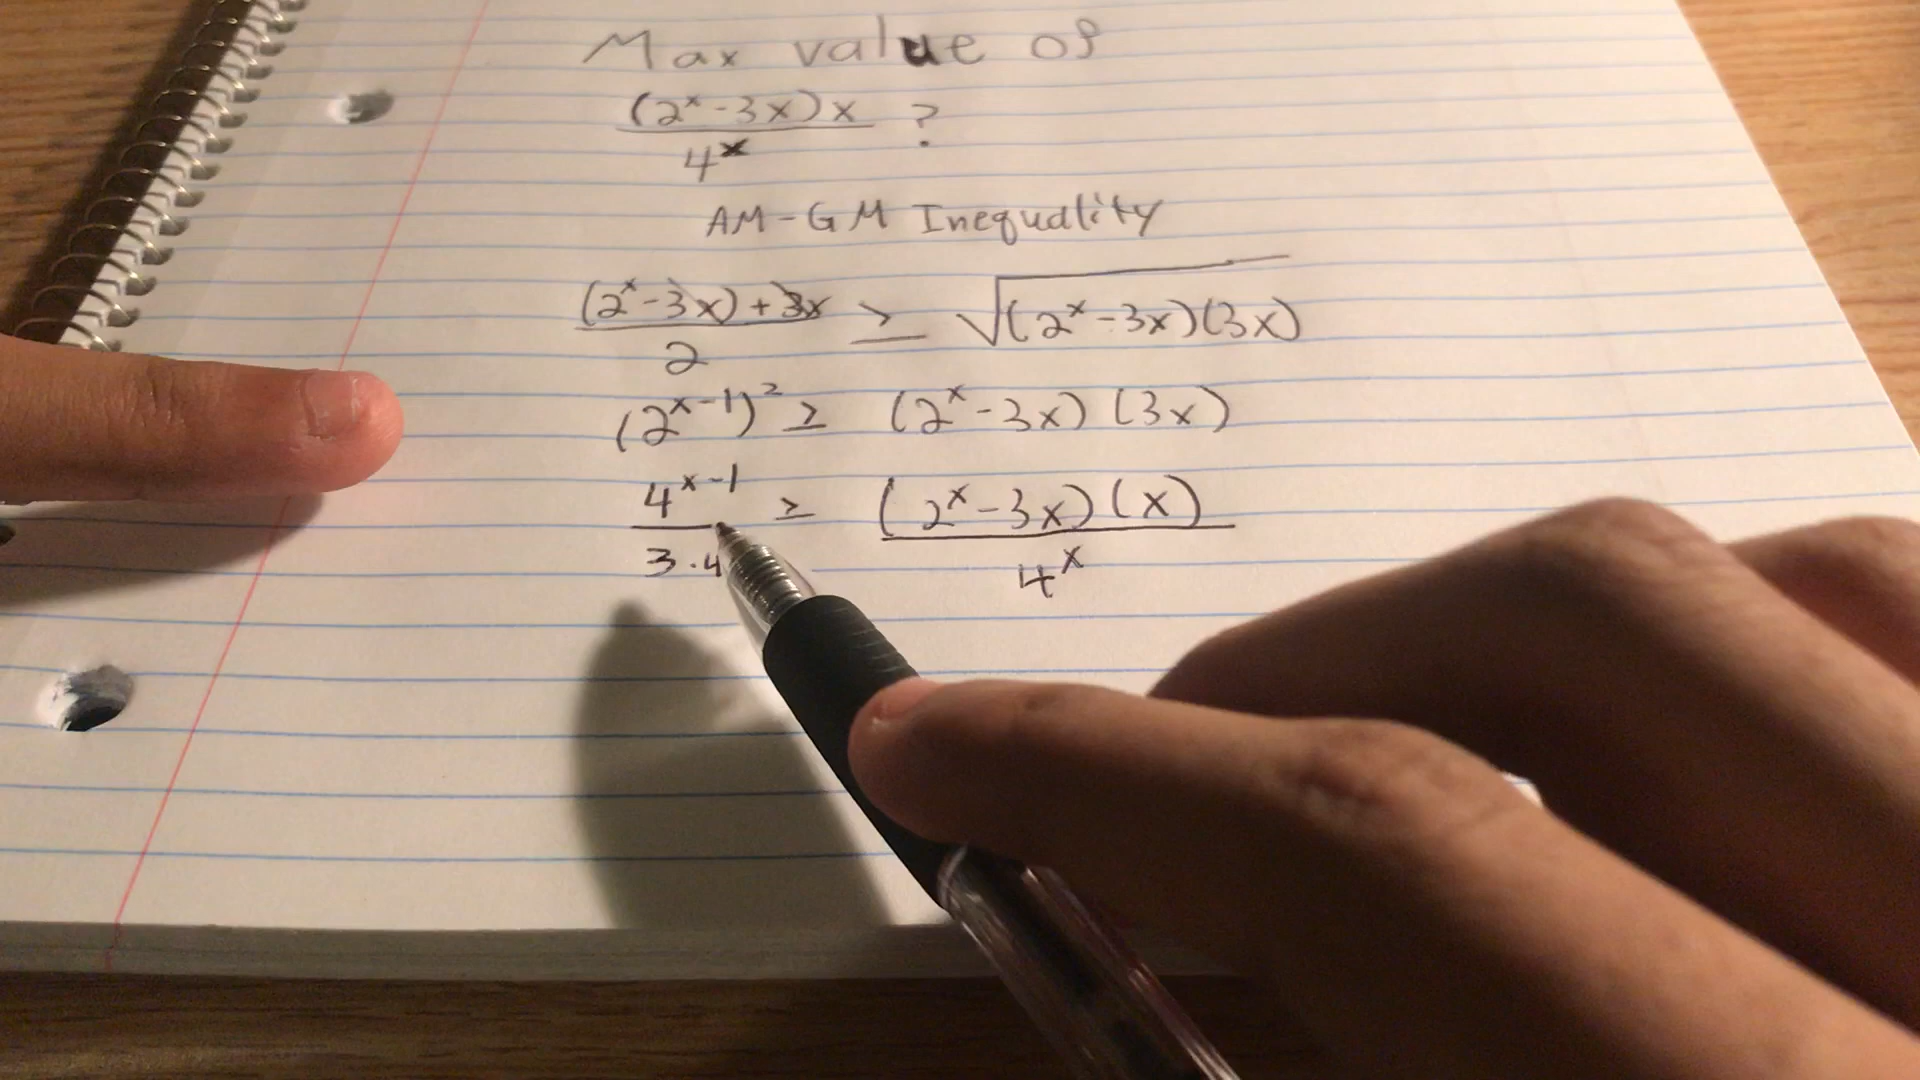 Max value of
(2^x - 3x)x / 4^x ?
AM-GM Inequality
((2^x - 3x) + 3x) / 2 ≥ √((2^x - 3x)(3x))
(2^(x-1))^2 ≥ (2^x - 3x)(3x)
4^(x-1) / 3·4 ≥ (2^x - 3x)(x) / 4^x